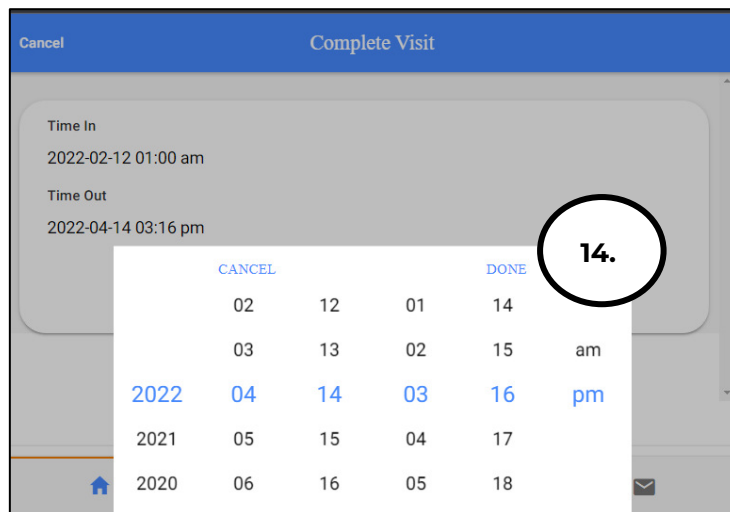 Cancel Complete Visit
Time In
2022-02-12 01:00 am
Time Out
2022-04-14 03:16 pm
14.
CANCEL DONE
02 12 01 14
03 13 02 15 am
2022 04 14 03 16 pm
2021 05 15 04 17
2020 06 16 05 18